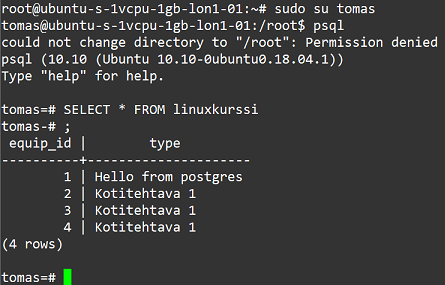 root@ubuntu-s-1vcpu-1gb-lon1-01:~# sudo su tomas
tomas@ubuntu-s-1vcpu-1gb-lon1-01:/root$ psql
could not change directory to "/root": Permission denied
psql (10.10 (Ubuntu 10.10-0ubuntu0.18.04.1))
Type "help" for help.

tomas=# SELECT * FROM linuxkurssi
tomas-# ;
 equip_id |        type
----------+---------------------
        1 | Hello from postgres
        2 | Kotitehtava 1
        3 | Kotitehtava 1
        4 | Kotitehtava 1
(4 rows)

tomas=#